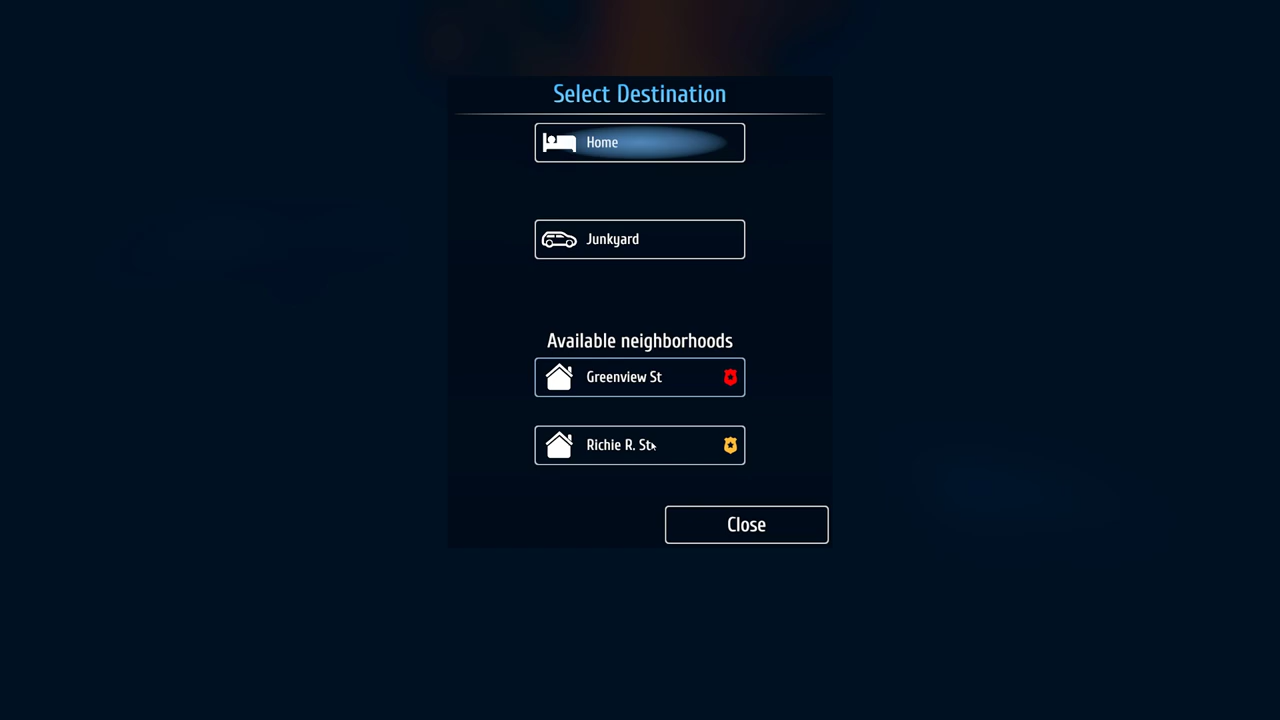 Select Destination
Home
Junkyard
Available neighborhoods
Greenview St
Richie R. St
Close